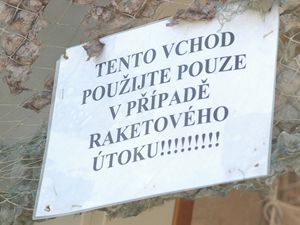 TENTO VCHOD
POUŽIJTE POUZE
V PŘÍPADĚ
RAKETOVÉHO
ÚTOKU!!!!!!!!!